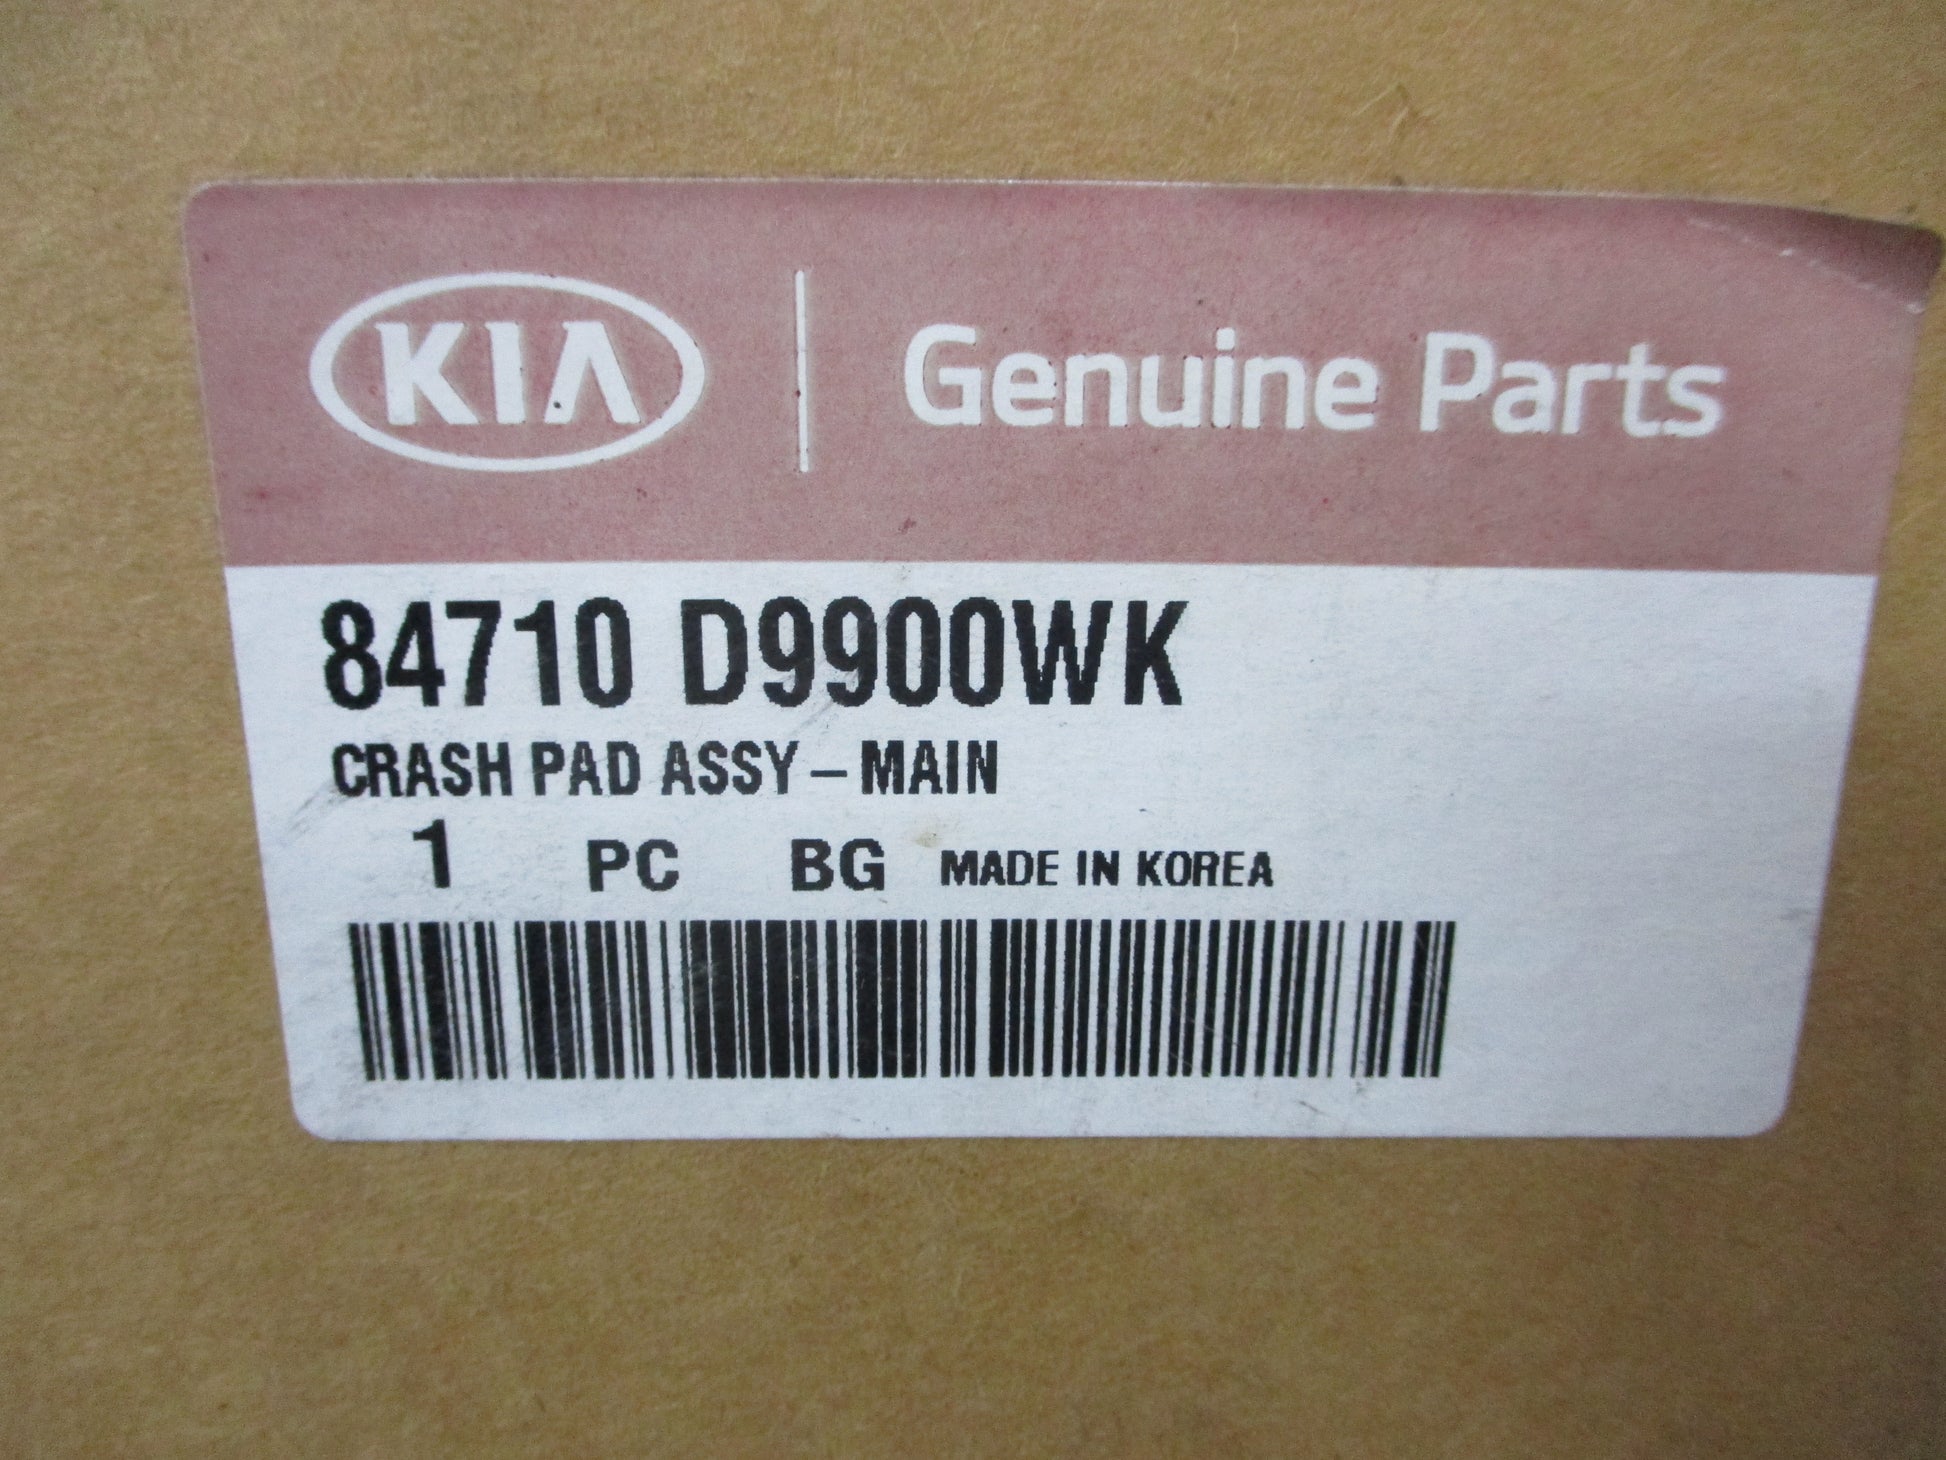 KIA Genuine Parts
84710 D9900WK
CRASH PAD ASSY – MAIN
1 PC BG MADE IN KOREA